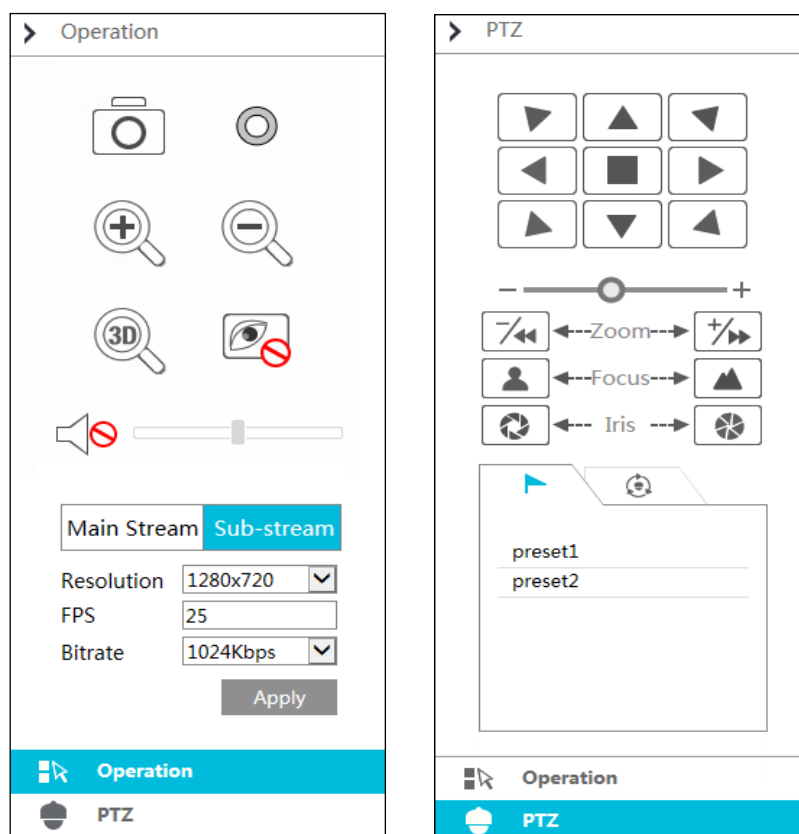 Operation
3D
Main Stream Sub-stream
Resolution 1280x720
FPS 25
Bitrate 1024Kbps
Apply
Operation
PTZ
PTZ
− +
−/ Zoom +/
Focus
Iris
preset1
preset2
Operation
PTZ